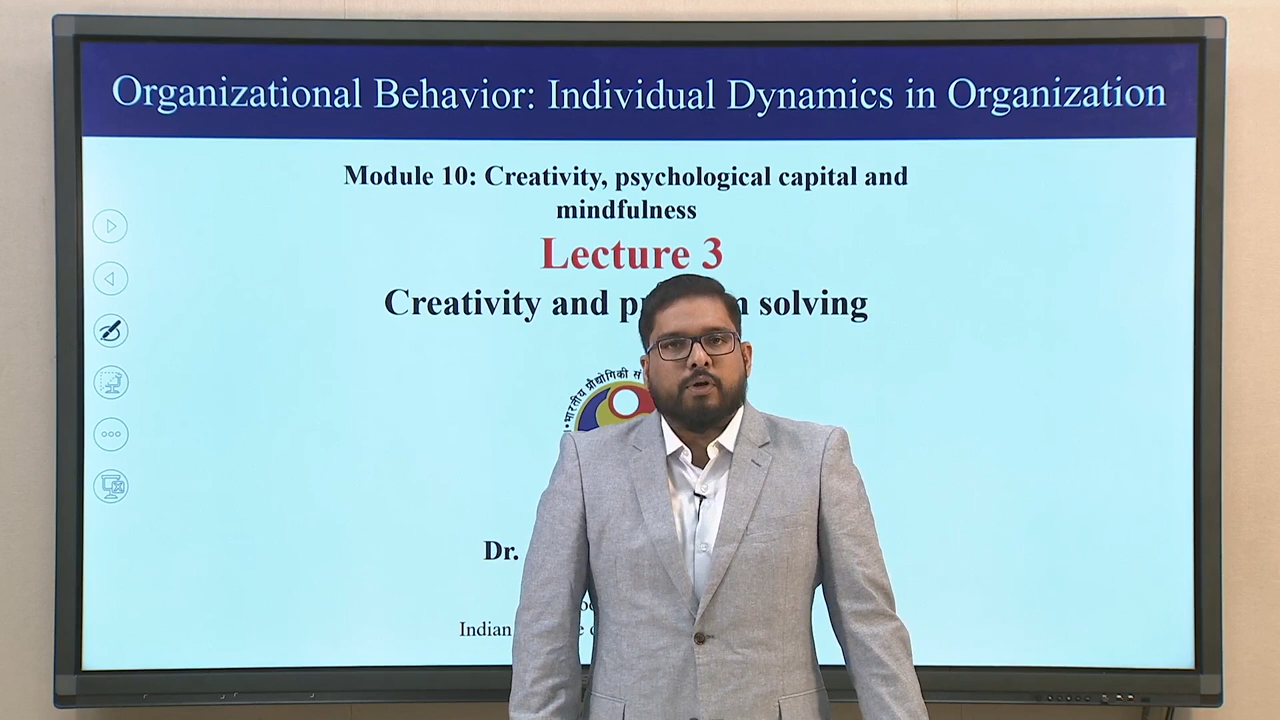 Organizational Behavior: Individual Dynamics in Organization
Module 10: Creativity, psychological capital and
mindfulness
Lecture 3
Creativity and solving
भारतीय प्रौद्योगिकी
Dr.
Indian